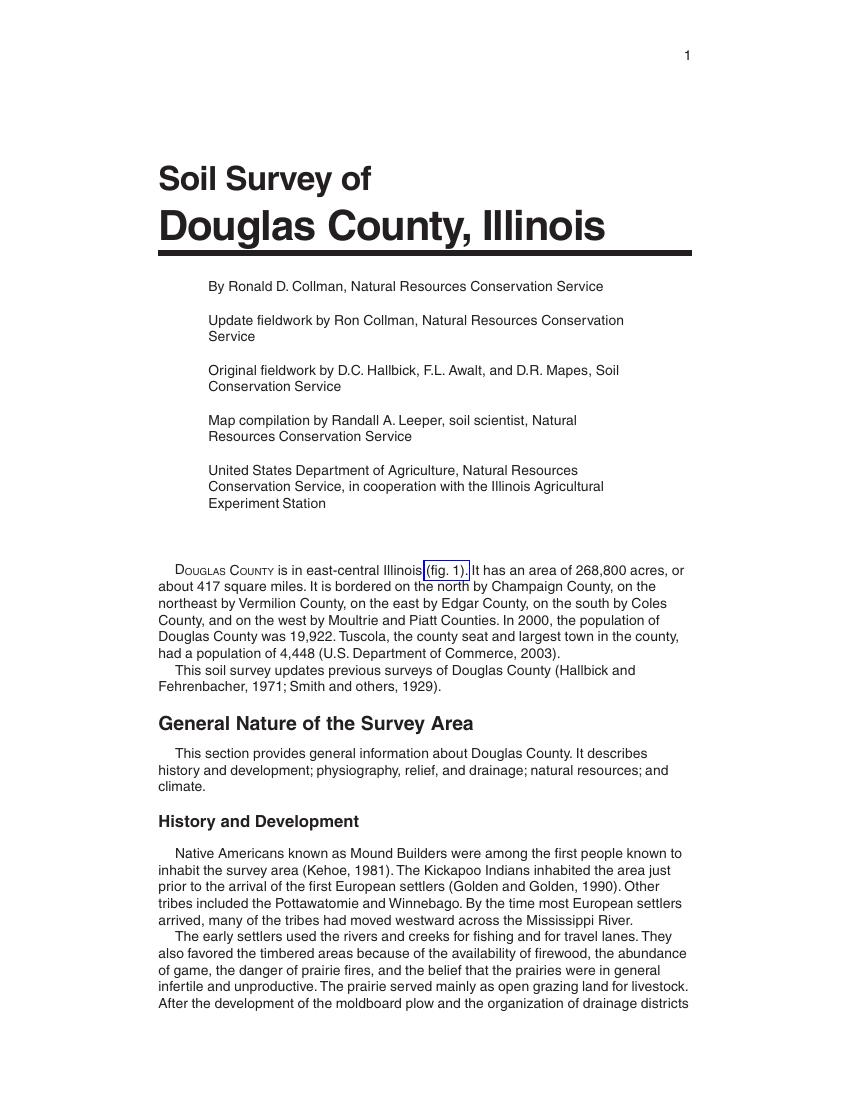 1
Soil Survey of
Douglas County, Illinois
By Ronald D. Collman, Natural Resources Conservation Service
Update fieldwork by Ron Collman, Natural Resources Conservation
Service
Original fieldwork by D.C. Hallbick, F.L. Awalt, and D.R. Mapes, Soil
Conservation Service
Map compilation by Randall A. Leeper, soil scientist, Natural
Resources Conservation Service
United States Department of Agriculture, Natural Resources
Conservation Service, in cooperation with the Illinois Agricultural
Experiment Station
DOUGLAS COUNTY is in east-central Illinois (fig. 1). It has an area of 268,800 acres, or
about 417 square miles. It is bordered on the north by Champaign County, on the
northeast by Vermilion County, on the east by Edgar County, on the south by Coles
County, and on the west by Moultrie and Piatt Counties. In 2000, the population of
Douglas County was 19,922. Tuscola, the county seat and largest town in the county,
had a population of 4,448 (U.S. Department of Commerce, 2003).
This soil survey updates previous surveys of Douglas County (Hallbick and
Fehrenbacher, 1971; Smith and others, 1929).
General Nature of the Survey Area
This section provides general information about Douglas County. It describes
history and development; physiography, relief, and drainage; natural resources; and
climate.
History and Development
Native Americans known as Mound Builders were among the first people known to
inhabit the survey area (Kehoe, 1981). The Kickapoo Indians inhabited the area just
prior to the arrival of the first European settlers (Golden and Golden, 1990). Other
tribes included the Pottawatomie and Winnebago. By the time most European settlers
arrived, many of the tribes had moved westward across the Mississippi River.
The early settlers used the rivers and creeks for fishing and for travel lanes. They
also favored the timbered areas because of the availability of firewood, the abundance
of game, the danger of prairie fires, and the belief that the prairies were in general
infertile and unproductive. The prairie served mainly as open grazing land for livestock.
After the development of the moldboard plow and the organization of drainage districts